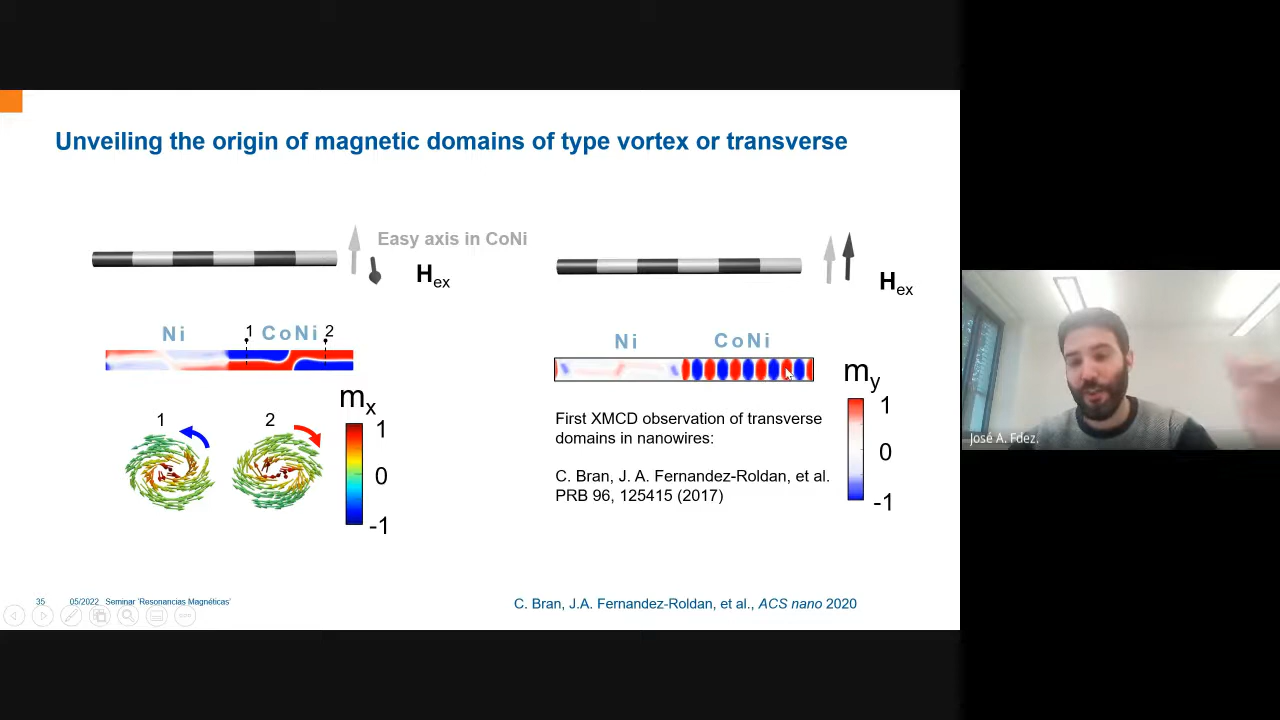 Unveiling the origin of magnetic domains of type vortex or transverse
Easy axis in CoNi
Hex
Hex
Ni
1
CoNi
2
Ni
CoNi
mx
1
0
-1
1
2
my
1
0
-1
First XMCD observation of transverse
domains in nanowires:
C. Bran, J. A. Fernandez-Roldan, et al.
PRB 96, 125415 (2017)
35
05/2022
Seminar 'Resonancias Magnéticas'
C. Bran, J.A. Fernandez-Roldan, et al., ACS nano 2020
José A. Fdez.